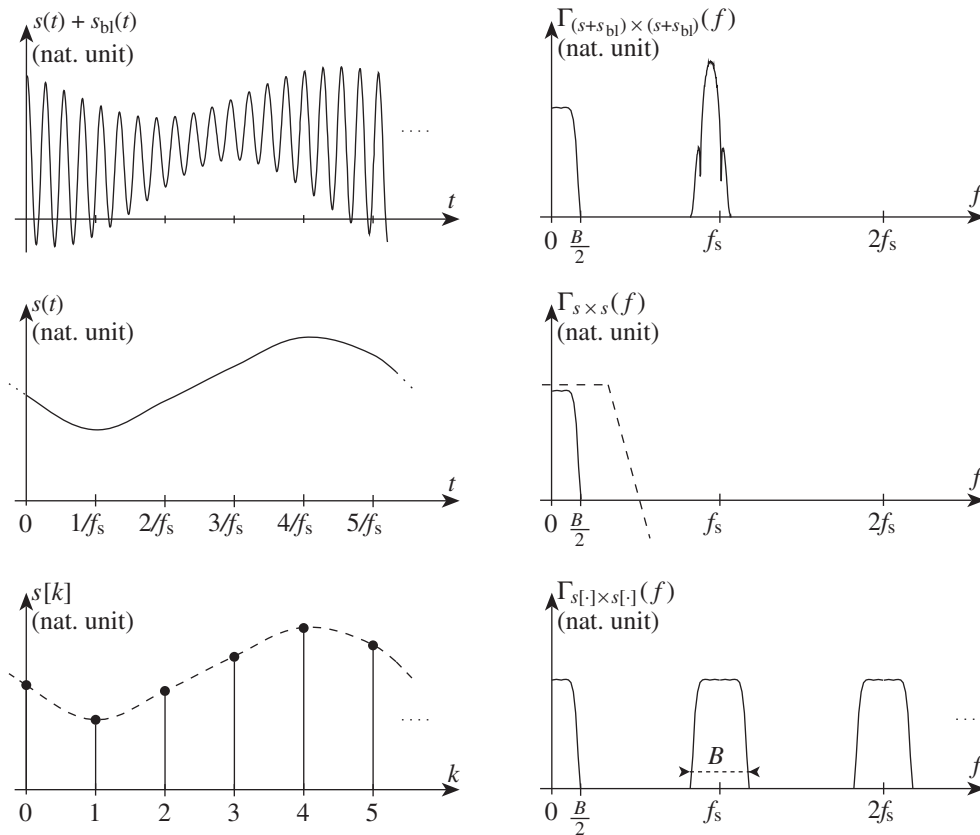 s(t) + s_bl(t)
(nat. unit)
....
t
Γ_(s+s_bl)×(s+s_bl)(f)
(nat. unit)
f
0 B/2 f_s 2f_s
s(t)
(nat. unit)
t
0 1/f_s 2/f_s 3/f_s 4/f_s 5/f_s
Γ_s×s(f)
(nat. unit)
f
0 B/2 f_s 2f_s
s[k]
(nat. unit)
....
k
0 1 2 3 4 5
Γ_s[·]×s[·](f)
(nat. unit)
...
B
f
0 B/2 f_s 2f_s